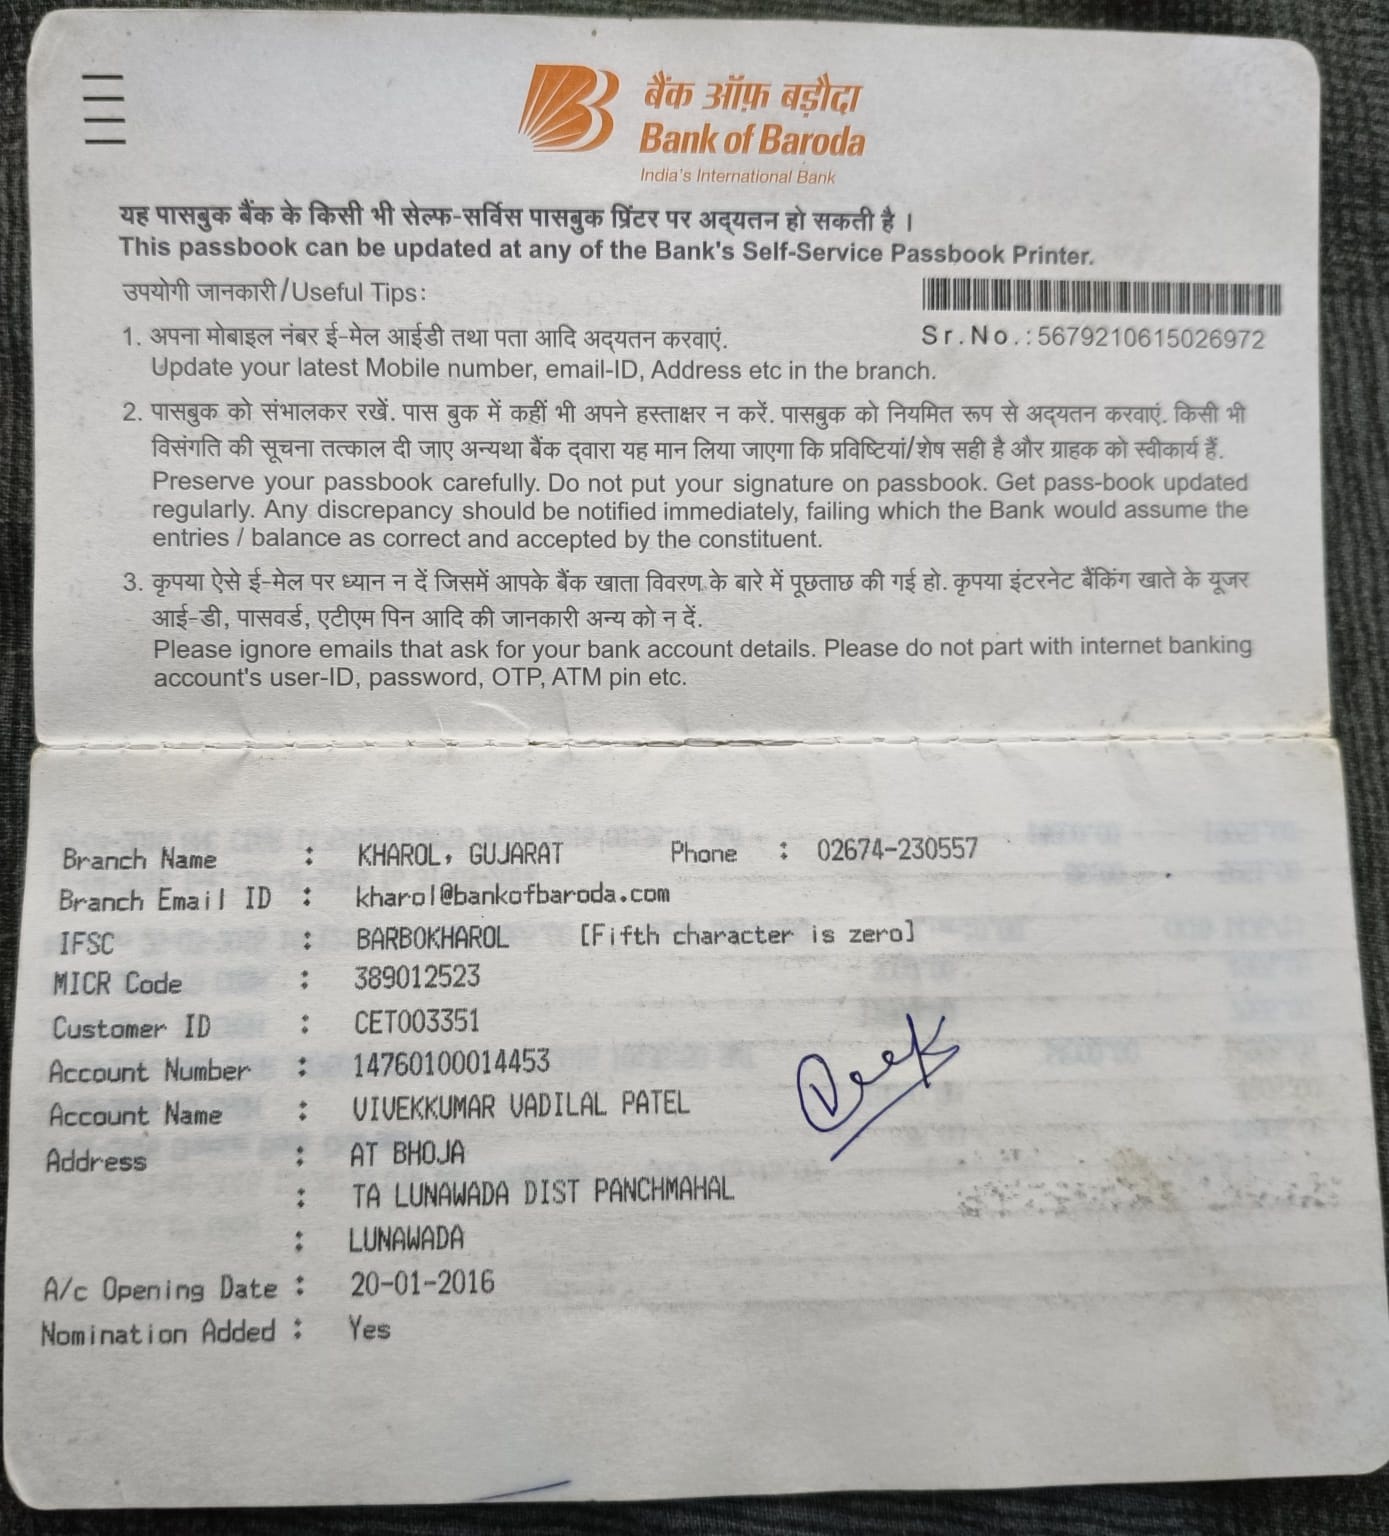 बैंक ऑफ़ बड़ौदा
Bank of Baroda
India's International Bank
यह पासबुक बैंक के किसी भी सेल्फ-सर्विस पासबुक प्रिंटर पर अद्यतन हो सकती है ।
This passbook can be updated at any of the Bank's Self-Service Passbook Printer.
उपयोगी जानकारी/Useful Tips:
Sr.No.:5679210615026972
1. अपना मोबाइल नंबर ई-मेल आईडी तथा पता आदि अद्यतन करवाएं.
Update your latest Mobile number, email-ID, Address etc in the branch.
2. पासबुक को संभालकर रखें. पास बुक में कहीं भी अपने हस्ताक्षर न करें. पासबुक को नियमित रूप से अद्यतन करवाएं. किसी भी
विसंगति की सूचना तत्काल दी जाए अन्यथा बैंक द्वारा यह मान लिया जाएगा कि प्रविष्टियां/शेष सही है और ग्राहक को स्वीकार्य हैं.
Preserve your passbook carefully. Do not put your signature on passbook. Get pass-book updated
regularly. Any discrepancy should be notified immediately, failing which the Bank would assume the
entries / balance as correct and accepted by the constituent.
3. कृपया ऐसे ई-मेल पर ध्यान न दें जिसमें आपके बैंक खाता विवरण के बारे में पूछताछ की गई हो. कृपया इंटरनेट बैंकिंग खाते के यूजर
आई-डी, पासवर्ड, एटीएम पिन आदि की जानकारी अन्य को न दें.
Please ignore emails that ask for your bank account details. Please do not part with internet banking
account's user-ID, password, OTP, ATM pin etc.
Branch Name : KHAROL, GUJARAT Phone : 02674-230557
Branch Email ID : kharol@bankofbaroda.com
IFSC : BARB0KHAROL [Fifth character is zero]
MICR Code : 389012523
Customer ID : CET003351
Account Number : 14760100014453
Account Name : VIVEKKUMAR VADILAL PATEL
Address : AT BHOJA
: TA LUNAWADA DIST PANCHMAHAL
: LUNAWADA
A/c Opening Date : 20-01-2016
Nomination Added : Yes